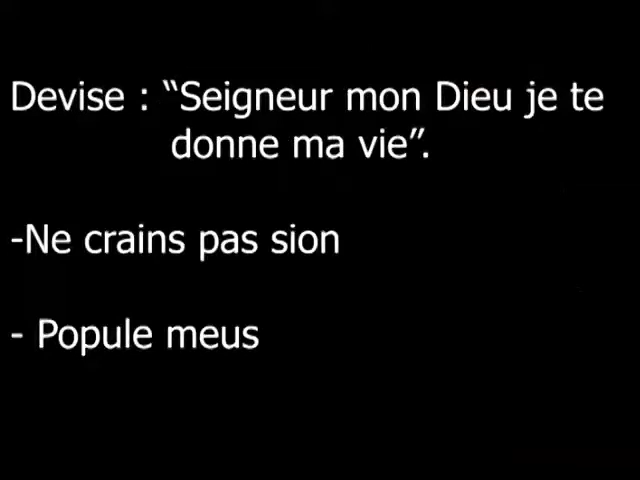 Devise : “Seigneur mon Dieu je te
donne ma vie”.
-Ne crains pas sion
- Popule meus